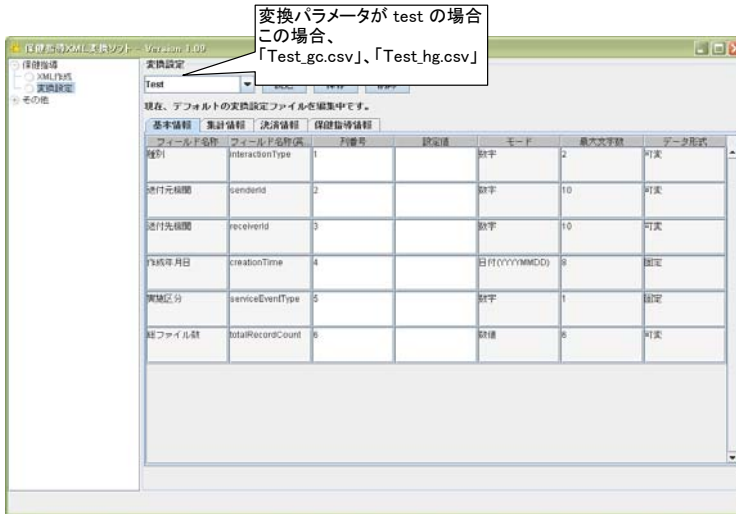 変換パラメータが test の場合
この場合、
「Test_gc.csv」、「Test_hg.csv」
保健指導XML変換ソフト - Version 1.00
保健指導
XML作成
変換設定
その他
変換設定
Test
現在、デフォルトの変換設定ファイルを編集中です。
基本情報 集計情報 決済情報 保健指導情報
フィールド名称 フィールド名称(英 列番号 設定値 モード 最大文字数 データ形式
種別 interactionType 1 数字 2 可変
送付元機関 senderId 2 数字 10 可変
送付先機関 receiverId 3 数字 10 可変
作成年月日 creationTime 4 日付(YYYYMMDD) 8 固定
実施区分 serviceEventType 5 数字 1 固定
総ファイル数 totalRecordCount 6 数値 6 可変